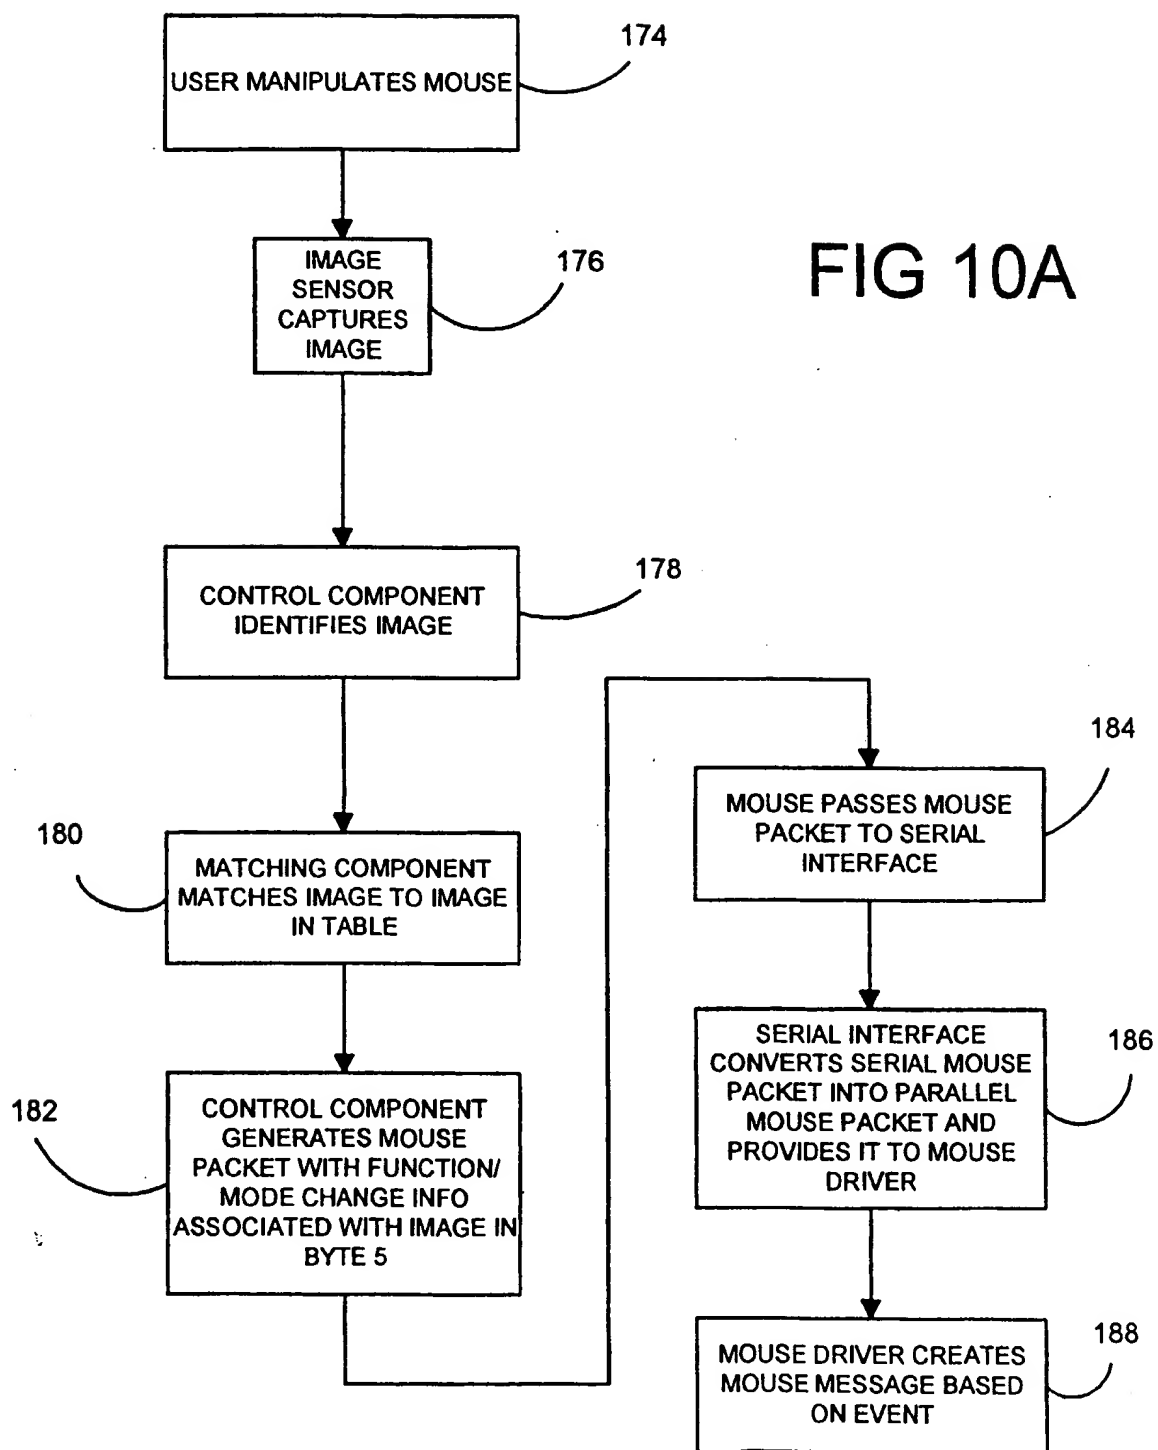 174
USER MANIPULATES MOUSE
176
IMAGE
SENSOR
CAPTURES
IMAGE
FIG 10A
178
CONTROL COMPONENT
IDENTIFIES IMAGE
180
MATCHING COMPONENT
MATCHES IMAGE TO IMAGE
IN TABLE
182
CONTROL COMPONENT
GENERATES MOUSE
PACKET WITH FUNCTION/
MODE CHANGE INFO
ASSOCIATED WITH IMAGE IN
BYTE 5
184
MOUSE PASSES MOUSE
PACKET TO SERIAL
INTERFACE
186
SERIAL INTERFACE
CONVERTS SERIAL MOUSE
PACKET INTO PARALLEL
MOUSE PACKET AND
PROVIDES IT TO MOUSE
DRIVER
188
MOUSE DRIVER CREATES
MOUSE MESSAGE BASED
ON EVENT